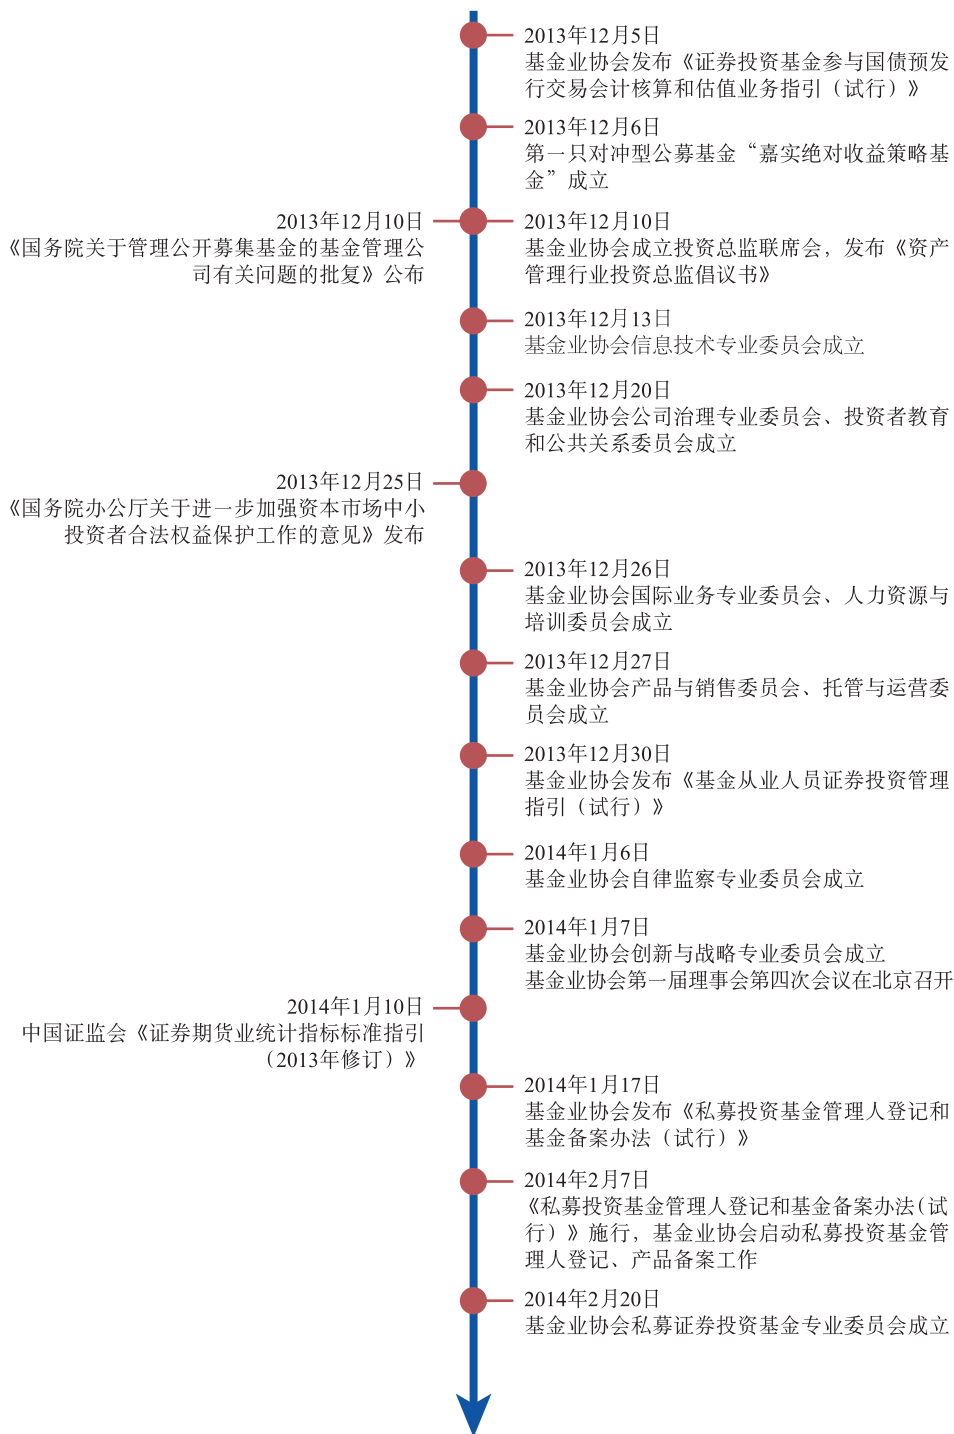 2013年12月5日
基金业协会发布《证券投资基金参与国债预发
行交易会计核算和估值业务指引（试行）》
2013年12月6日
第一只对冲型公募基金“嘉实绝对收益策略基
金”成立
2013年12月10日
《国务院关于管理公开募集基金的基金管理公
司有关问题的批复》公布
2013年12月10日
基金业协会成立投资总监联席会，发布《资产
管理行业投资总监倡议书》
2013年12月13日
基金业协会信息技术专业委员会成立
2013年12月20日
基金业协会公司治理专业委员会、投资者教育
和公共关系委员会成立
2013年12月25日
《国务院办公厅关于进一步加强资本市场中小
投资者合法权益保护工作的意见》发布
2013年12月26日
基金业协会国际业务专业委员会、人力资源与
培训委员会成立
2013年12月27日
基金业协会产品与销售委员会、托管与运营委
员会成立
2013年12月30日
基金业协会发布《基金从业人员证券投资管理
指引（试行）》
2014年1月6日
基金业协会自律监察专业委员会成立
2014年1月7日
基金业协会创新与战略专业委员会成立
基金业协会第一届理事会第四次会议在北京召开
2014年1月10日
中国证监会《证券期货业统计指标标准指引
（2013年修订）》
2014年1月17日
基金业协会发布《私募投资基金管理人登记和
基金备案办法（试行）》
2014年2月7日
《私募投资基金管理人登记和基金备案办法（试
行）》施行，基金业协会启动私募投资基金管
理人登记、产品备案工作
2014年2月20日
基金业协会私募证券投资基金专业委员会成立